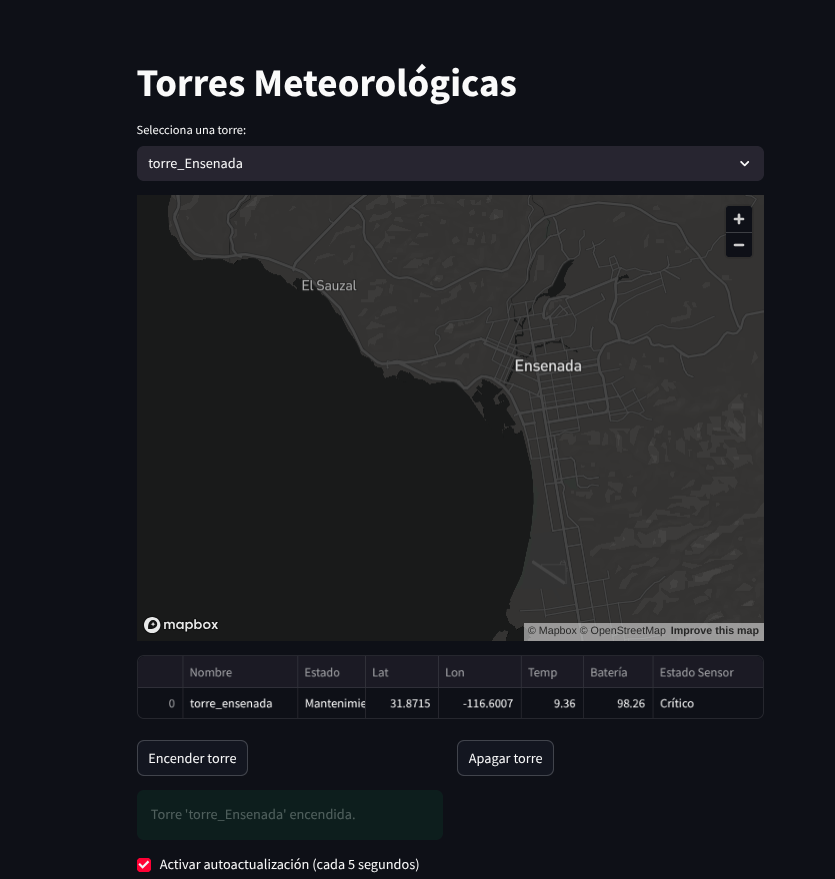 Torres Meteorológicas
Selecciona una torre:
torre_Ensenada
+
−
El Sauzal
Ensenada
mapbox
© Mapbox © OpenStreetMap Improve this map
Nombre Estado Lat Lon Temp Batería Estado Sensor
0 torre_ensenada Mantenimie 31.8715 -116.6007 9.36 98.26 Crítico
Encender torre Apagar torre
Torre 'torre_Ensenada' encendida.
Activar autoactualización (cada 5 segundos)